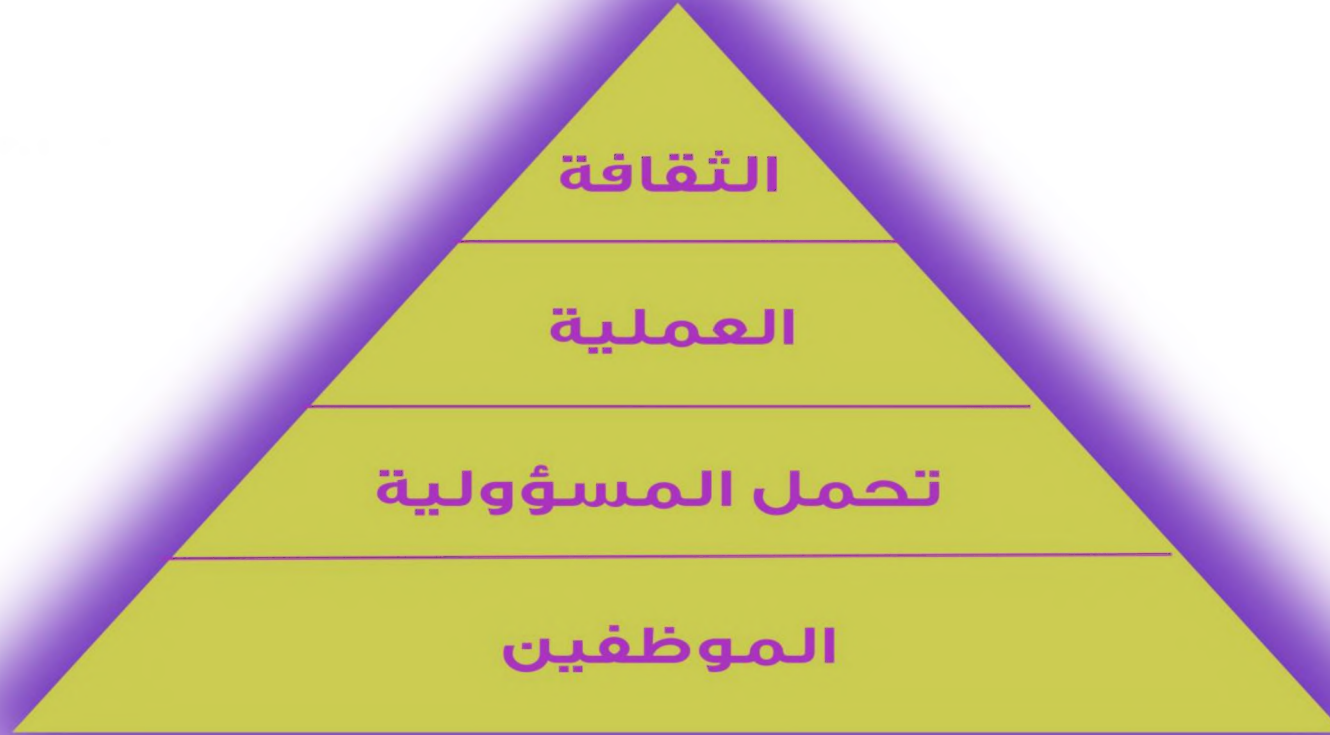 الثقافة
العملية
تحمل المسؤولية
الموظفين